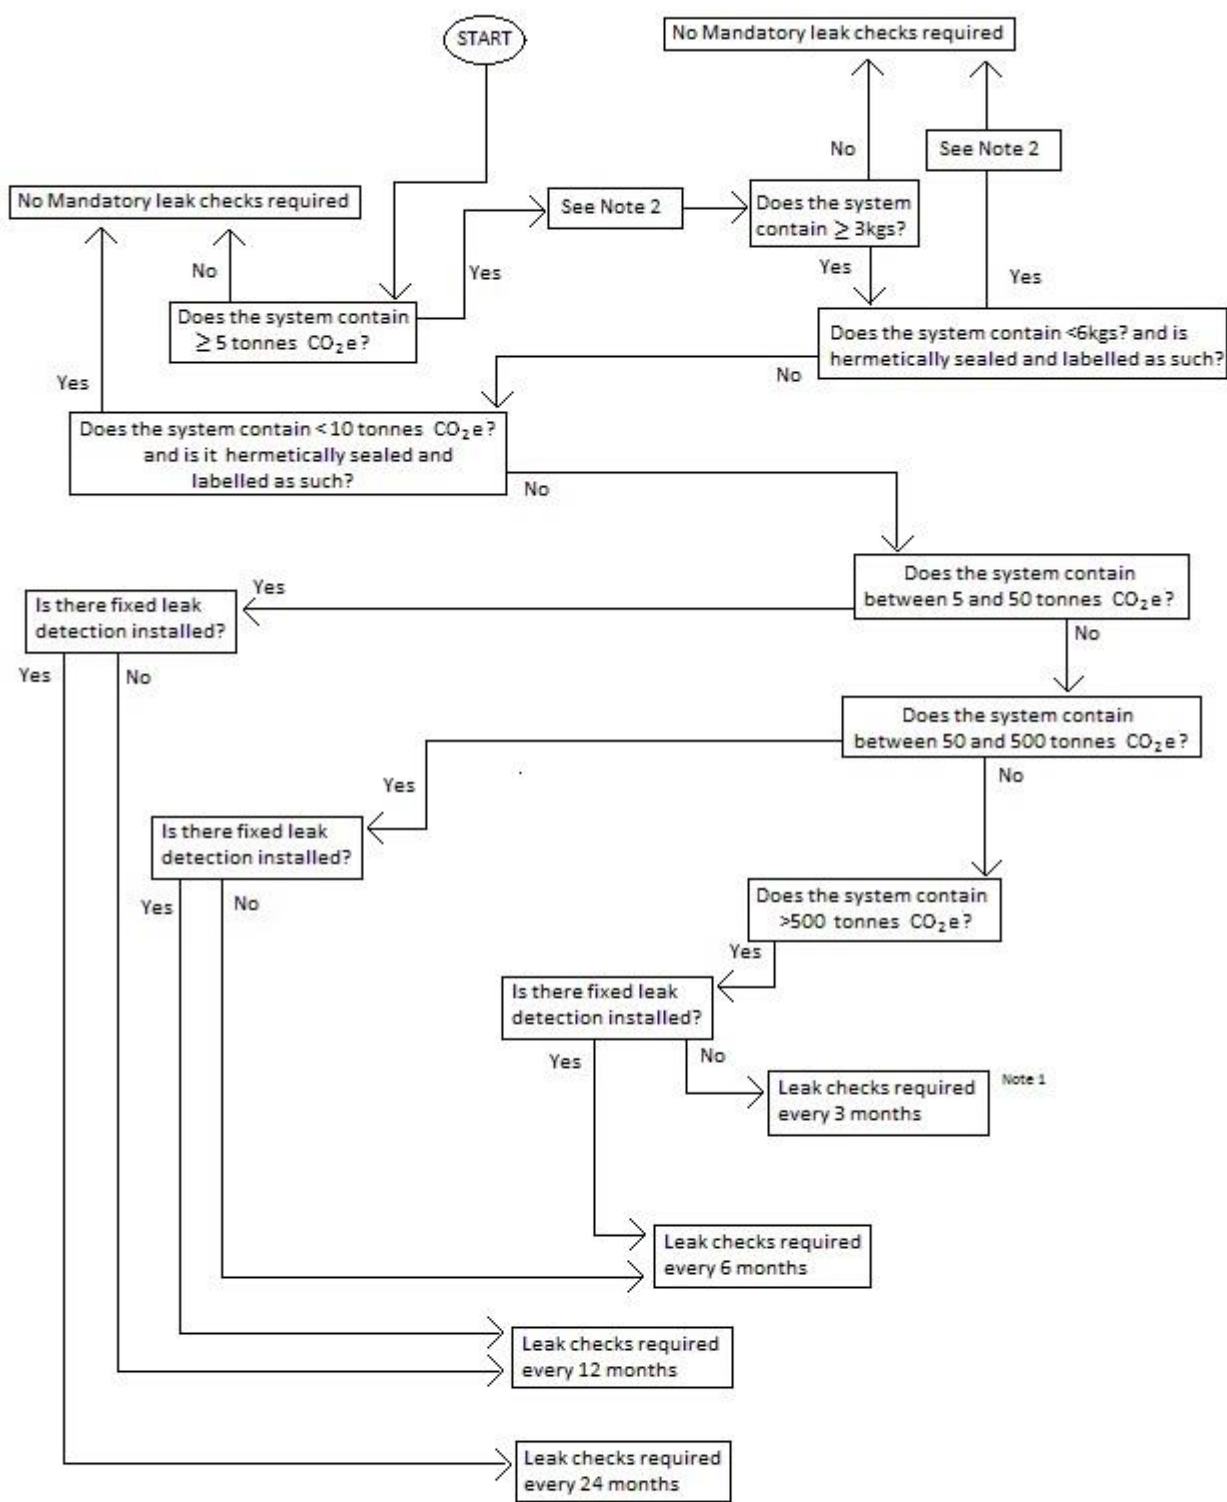 START
No Mandatory leak checks required
No
See Note 2
No Mandatory leak checks required
See Note 2
Does the system
contain ≥ 3kgs?
No
Yes
Yes
Yes
Does the system contain
≥ 5 tonnes CO₂e?
Does the system contain <6kgs? and is
hermetically sealed and labelled as such?
Yes
No
Does the system contain < 10 tonnes CO₂e?
and is it hermetically sealed and
labelled as such?
No
Does the system contain
between 5 and 50 tonnes CO₂e?
Yes
Is there fixed leak
detection installed?
No
Yes
No
Does the system contain
between 50 and 500 tonnes CO₂e?
No
Yes
Is there fixed leak
detection installed?
Yes
No
Does the system contain
>500 tonnes CO₂e?
Yes
Is there fixed leak
detection installed?
Yes
No
Leak checks required
every 3 months
Note 1
Leak checks required
every 6 months
Leak checks required
every 12 months
Leak checks required
every 24 months